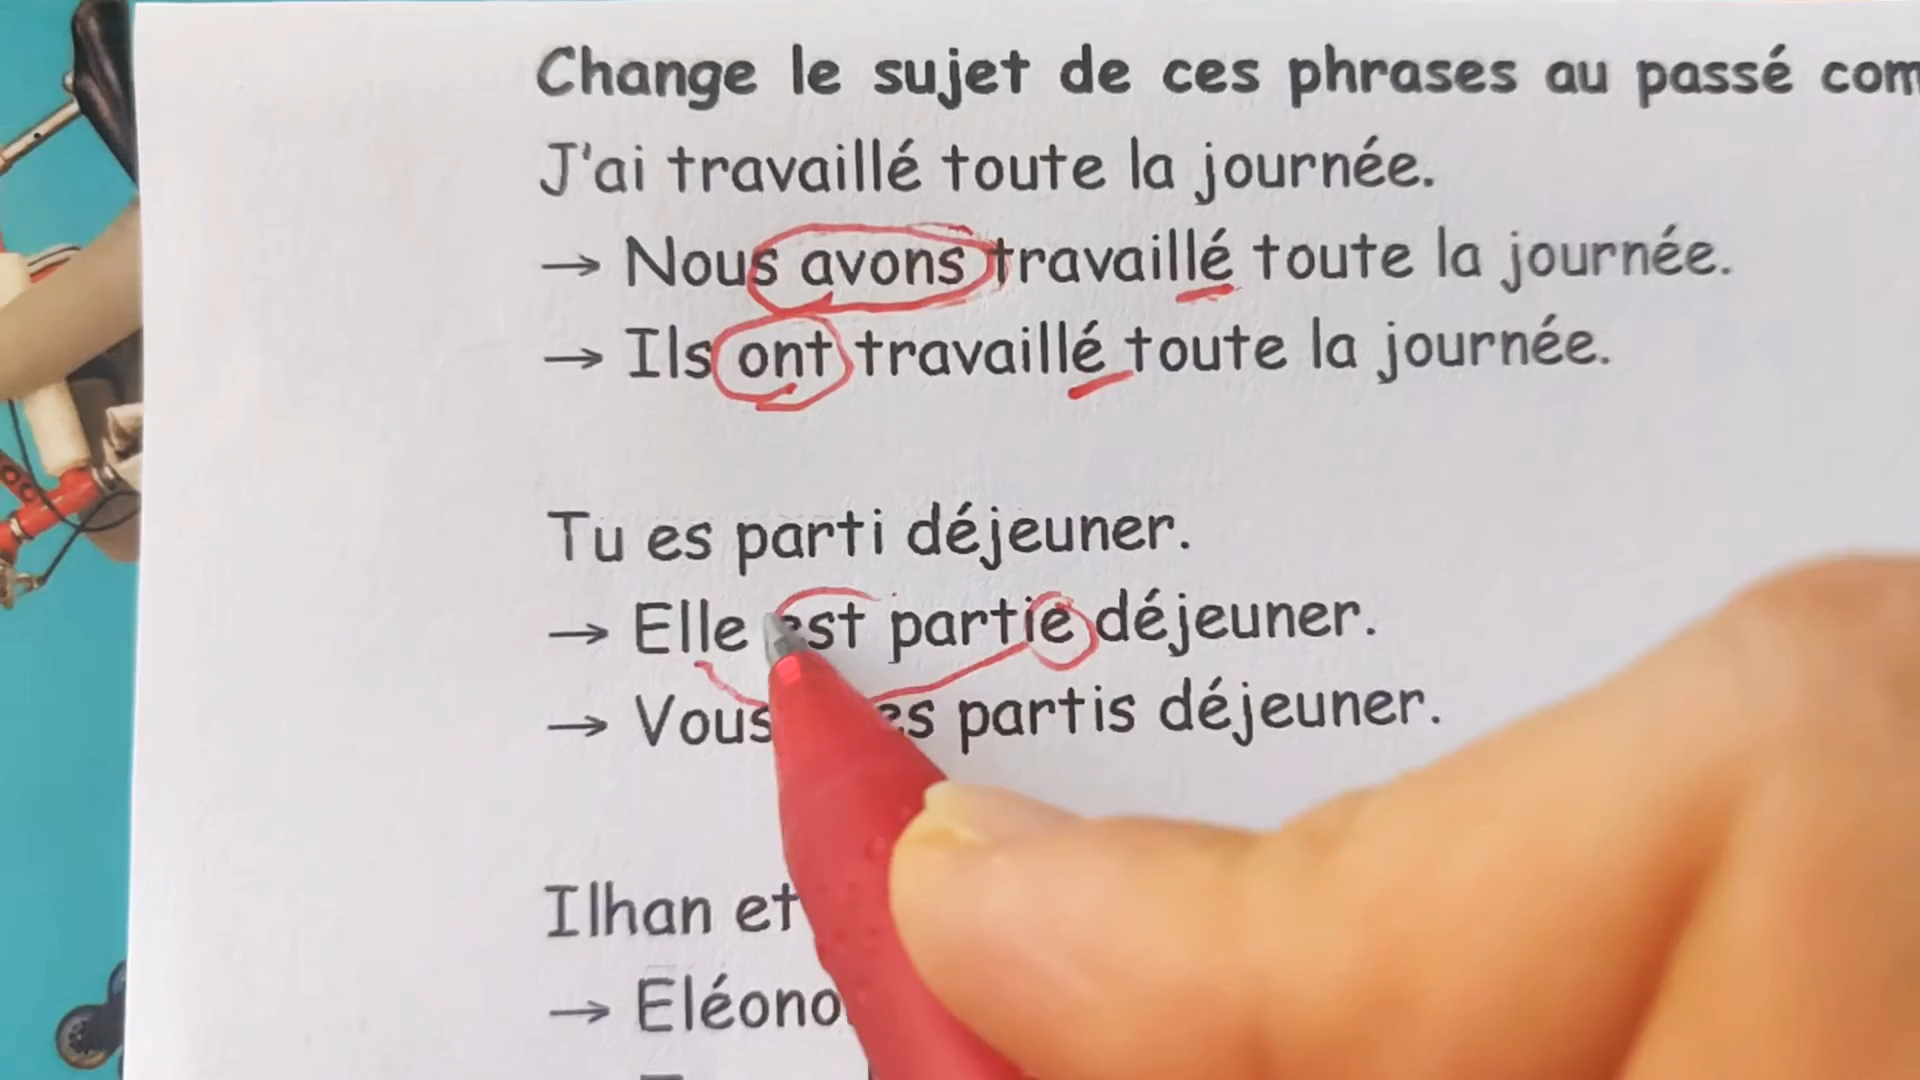 Change le sujet de ces phrases au passé com
J'ai travaillé toute la journée.
→ Nous avons travaillé toute la journée.
→ Ils ont travaillé toute la journée.
Tu es parti déjeuner.
→ Elle est partie déjeuner.
→ Vous partis déjeuner.
Ilhan et
→ Eléono